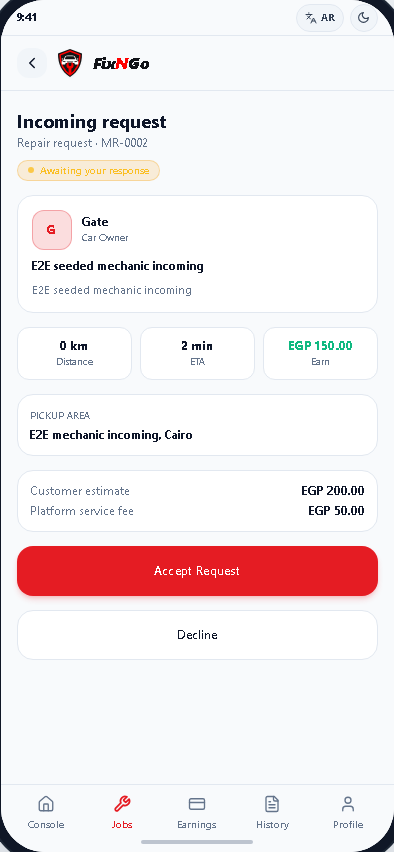 9:41
AR
FixNGo
Incoming request
Repair request · MR-0002
Awaiting your response
G
Gate
Car Owner
E2E seeded mechanic incoming
E2E seeded mechanic incoming
0 km
Distance
2 min
ETA
EGP 150.00
Earn
PICKUP AREA
E2E mechanic incoming, Cairo
Customer estimate EGP 200.00
Platform service fee EGP 50.00
Accept Request
Decline
Console Jobs Earnings History Profile